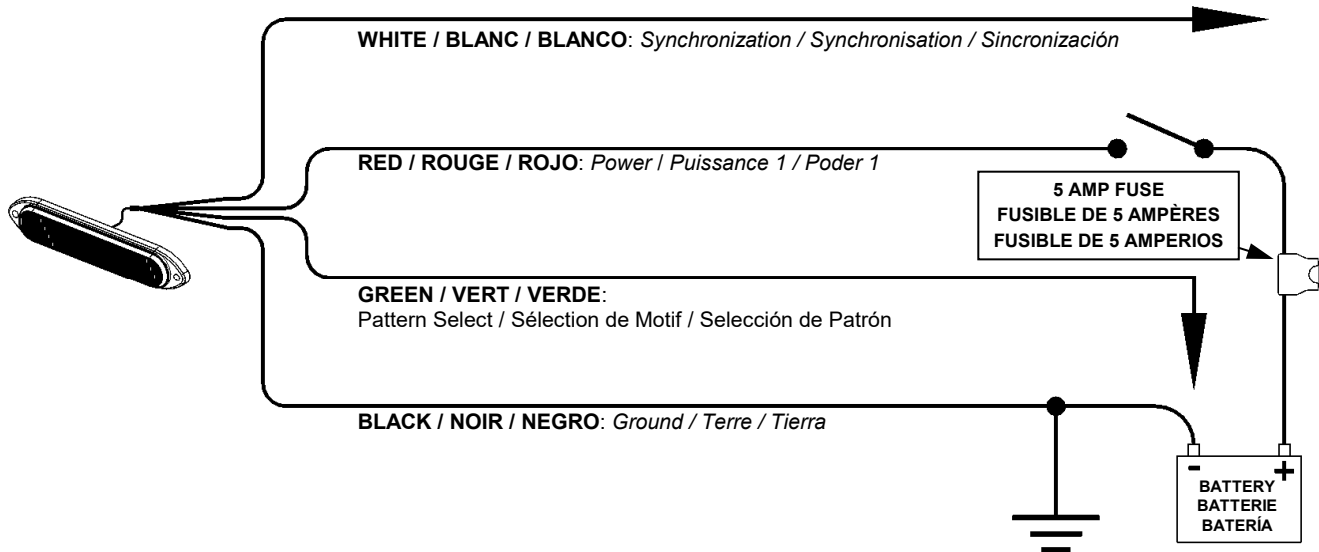 WHITE / BLANC / BLANCO: Synchronization / Synchronisation / Sincronización
RED / ROUGE / ROJO: Power / Puissance 1 / Poder 1
5 AMP FUSE
FUSIBLE DE 5 AMPÈRES
FUSIBLE DE 5 AMPERIOS
GREEN / VERT / VERDE:
Pattern Select / Sélection de Motif / Selección de Patrón
BLACK / NOIR / NEGRO: Ground / Terre / Tierra
- +
BATTERY
BATTERIE
BATERÍA